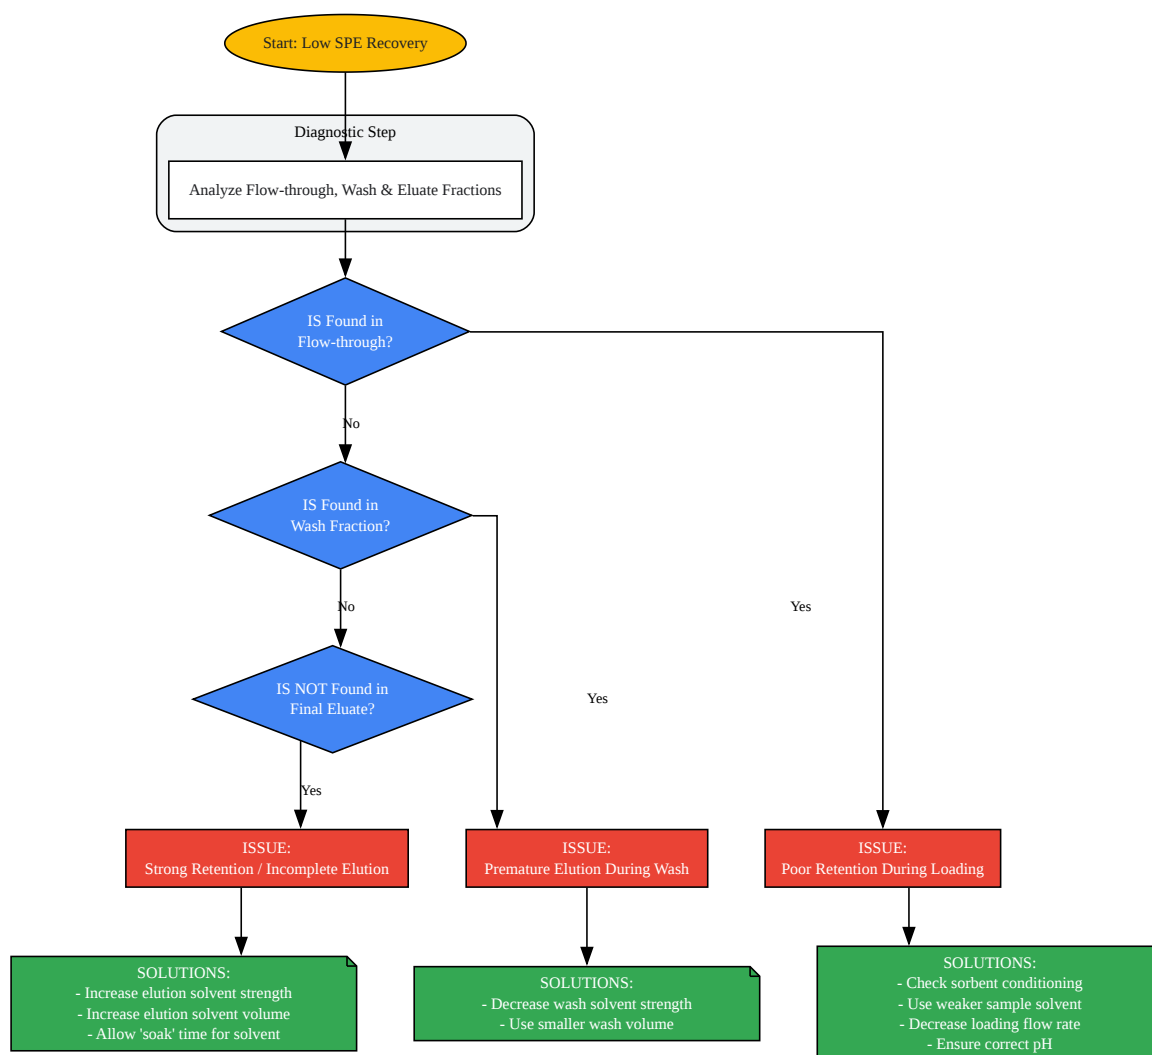 Start: Low SPE Recovery
Diagnostic Step
Analyze Flow-through, Wash & Eluate Fractions
IS Found in
Flow-through?
No
IS Found in
Wash Fraction?
No
Yes
IS NOT Found in
Final Eluate?
Yes
Yes
ISSUE:
Strong Retention / Incomplete Elution
ISSUE:
Premature Elution During Wash
ISSUE:
Poor Retention During Loading
SOLUTIONS:
- Increase elution solvent strength
- Increase elution solvent volume
- Allow 'soak' time for solvent
SOLUTIONS:
- Decrease wash solvent strength
- Use smaller wash volume
SOLUTIONS:
- Check sorbent conditioning
- Use weaker sample solvent
- Decrease loading flow rate
- Ensure correct pH